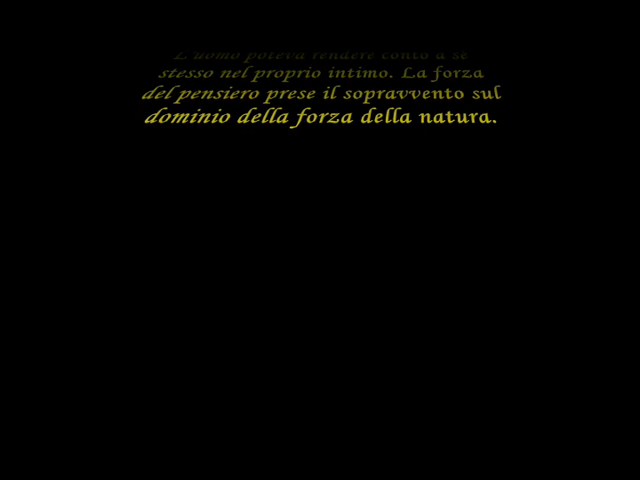 L'uomo poteva rendere conto a sè
stesso nel proprio intimo. La forza
del pensiero prese il sopravvento sul
dominio della forza della natura.